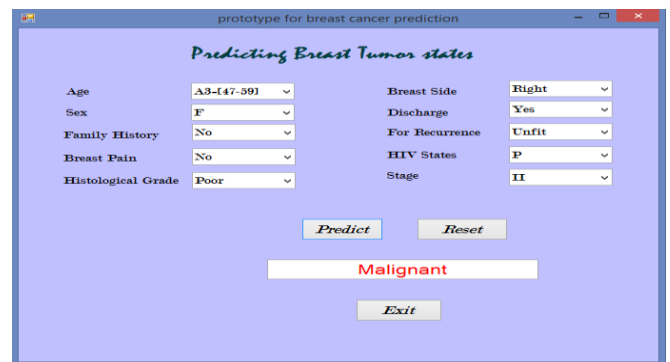 prototype for breast cancer prediction
Predicting Breast Tumor states
Age A3-[47-59] Breast Side Right
Sex F Discharge Yes
Family History No For Recurrence Unfit
Breast Pain No HIV States P
Histological Grade Poor Stage II
Predict Reset
Malignant
Exit